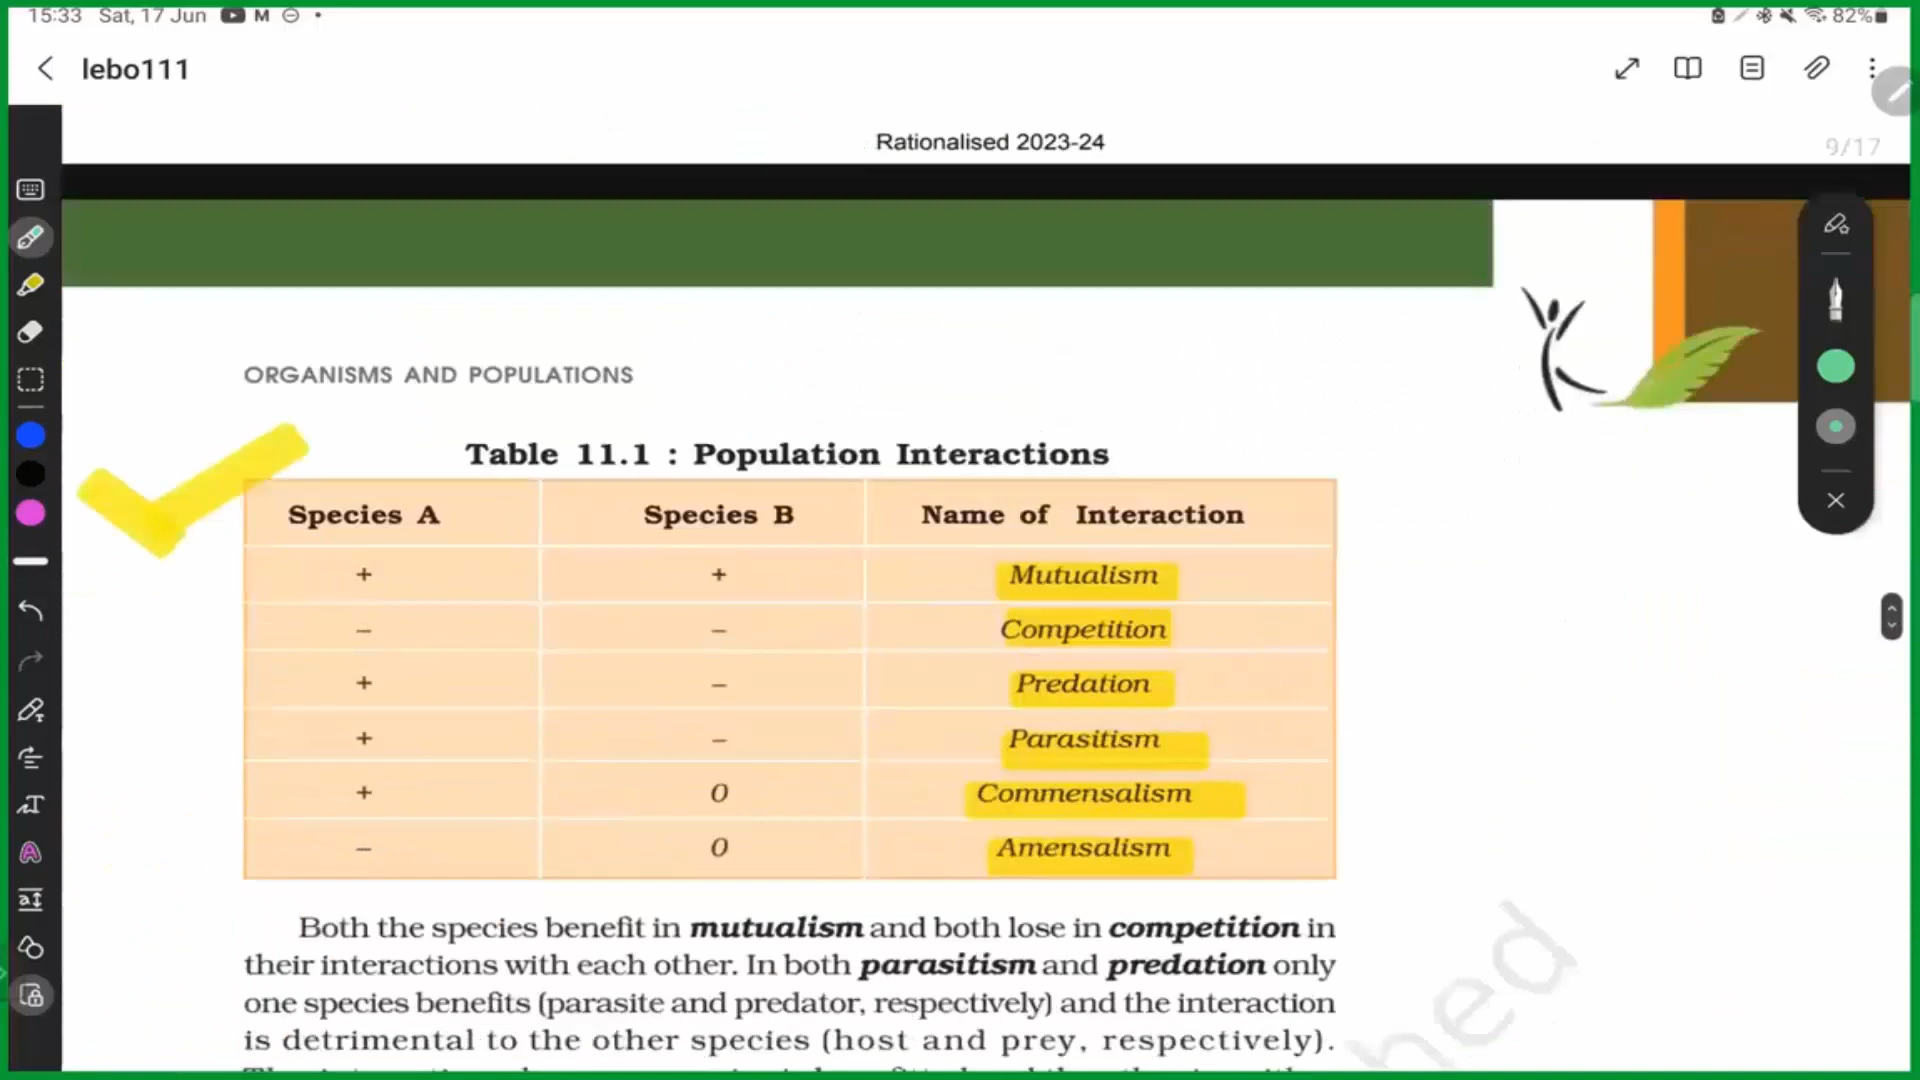 15:33 Sat, 17 Jun M 82%
lebo111
Rationalised 2023-24
9/17
ORGANISMS AND POPULATIONS
Table 11.1 : Population Interactions
Species A Species B Name of Interaction
+ + Mutualism
– – Competition
+ – Predation
+ – Parasitism
+ 0 Commensalism
– 0 Amensalism
Both the species benefit in mutualism and both lose in competition in
their interactions with each other. In both parasitism and predation only
one species benefits (parasite and predator, respectively) and the interaction
is detrimental to the other species (host and prey, respectively).
hed